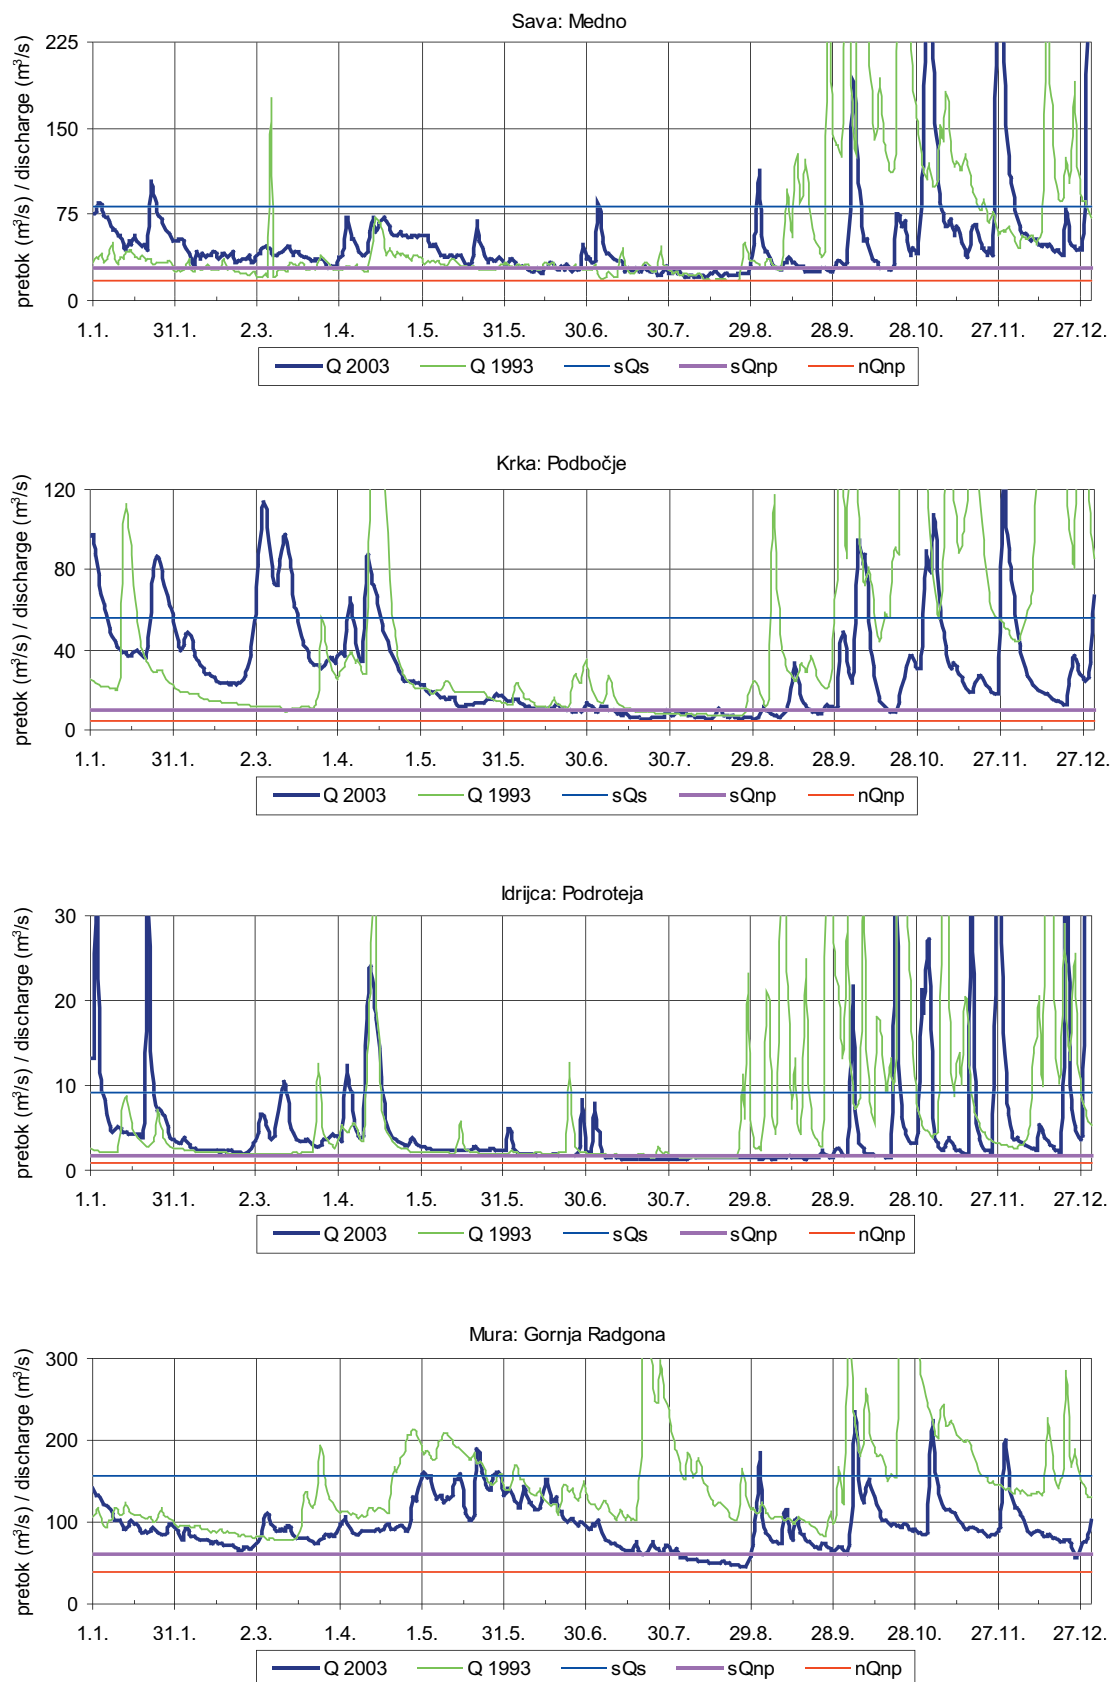 Sava: Medno
pretok (m³/s) / discharge (m³/s)
225
150
75
0
1.1. 31.1. 2.3. 1.4. 1.5. 31.5. 30.6. 30.7. 29.8. 28.9. 28.10. 27.11. 27.12.
Q 2003 Q 1993 sQs sQnp nQnp
Krka: Podbočje
pretok (m³/s) / discharge (m³/s)
120
80
40
0
1.1. 31.1. 2.3. 1.4. 1.5. 31.5. 30.6. 30.7. 29.8. 28.9. 28.10. 27.11. 27.12.
Q 2003 Q 1993 sQs sQnp nQnp
Idrijca: Podroteja
pretok (m³/s) / discharge (m³/s)
30
20
10
0
1.1. 31.1. 2.3. 1.4. 1.5. 31.5. 30.6. 30.7. 29.8. 28.9. 28.10. 27.11. 27.12.
Q 2003 Q 1993 sQs sQnp nQnp
Mura: Gornja Radgona
pretok (m³/s) / discharge (m³/s)
300
200
100
0
1.1. 31.1. 2.3. 1.4. 1.5. 31.5. 30.6. 30.7. 29.8. 28.9. 28.10. 27.11. 27.12.
Q 2003 Q 1993 sQs sQnp nQnp